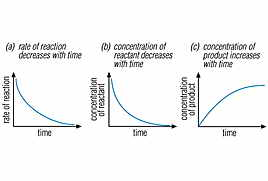 (a) rate of reaction
decreases with time
(b) concentration of
reactant decreases
with time
(c) concentration of
product increases
with time
rate of reaction
time
concentration
of reactant
time
concentration
of product
time